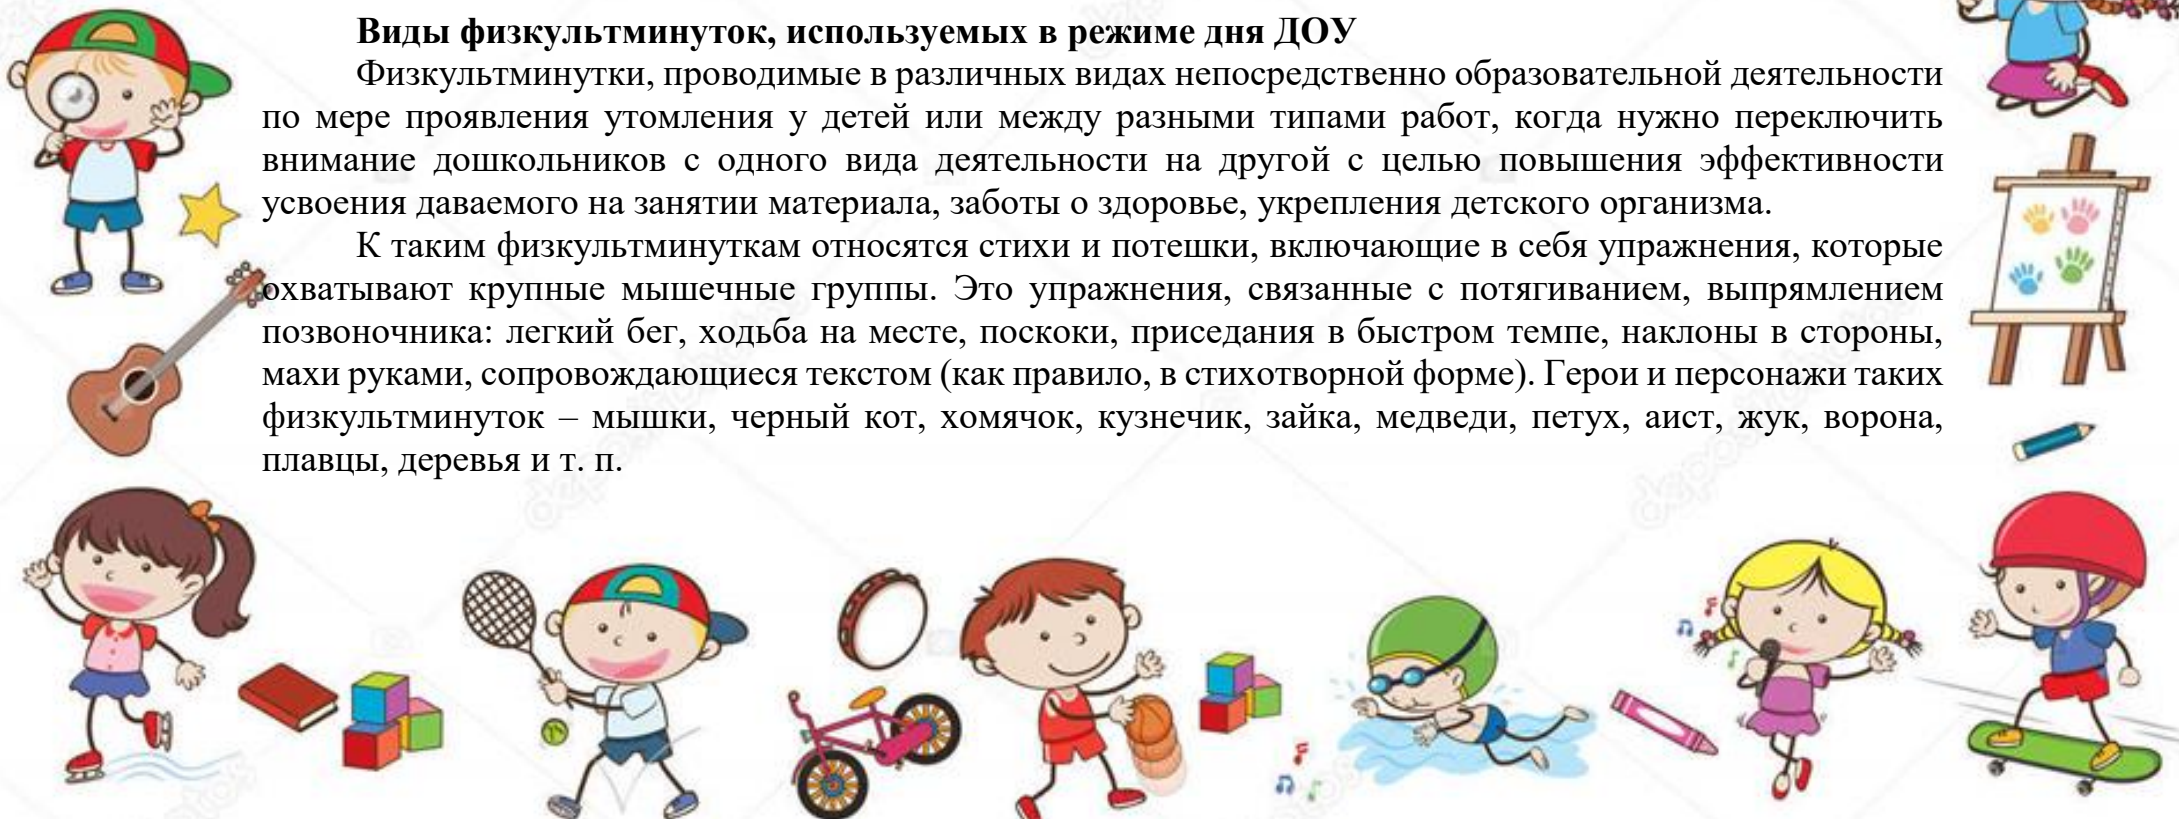 Виды физкультминуток, используемых в режиме дня ДОУ
Физкультминутки, проводимые в различных видах непосредственно образовательной деятельности
по мере проявления утомления у детей или между разными типами работ, когда нужно переключить
внимание дошкольников с одного вида деятельности на другой с целью повышения эффективности
усвоения даваемого на занятии материала, заботы о здоровье, укрепления детского организма.
К таким физкультминуткам относятся стихи и потешки, включающие в себя упражнения, которые
охватывают крупные мышечные группы. Это упражнения, связанные с потягиванием, выпрямлением
позвоночника: легкий бег, ходьба на месте, поскоки, приседания в быстром темпе, наклоны в стороны,
махи руками, сопровождающиеся текстом (как правило, в стихотворной форме). Герои и персонажи таких
физкультминуток – мышки, черный кот, хомячок, кузнечик, зайка, медведи, петух, аист, жук, ворона,
плавцы, деревья и т. п.